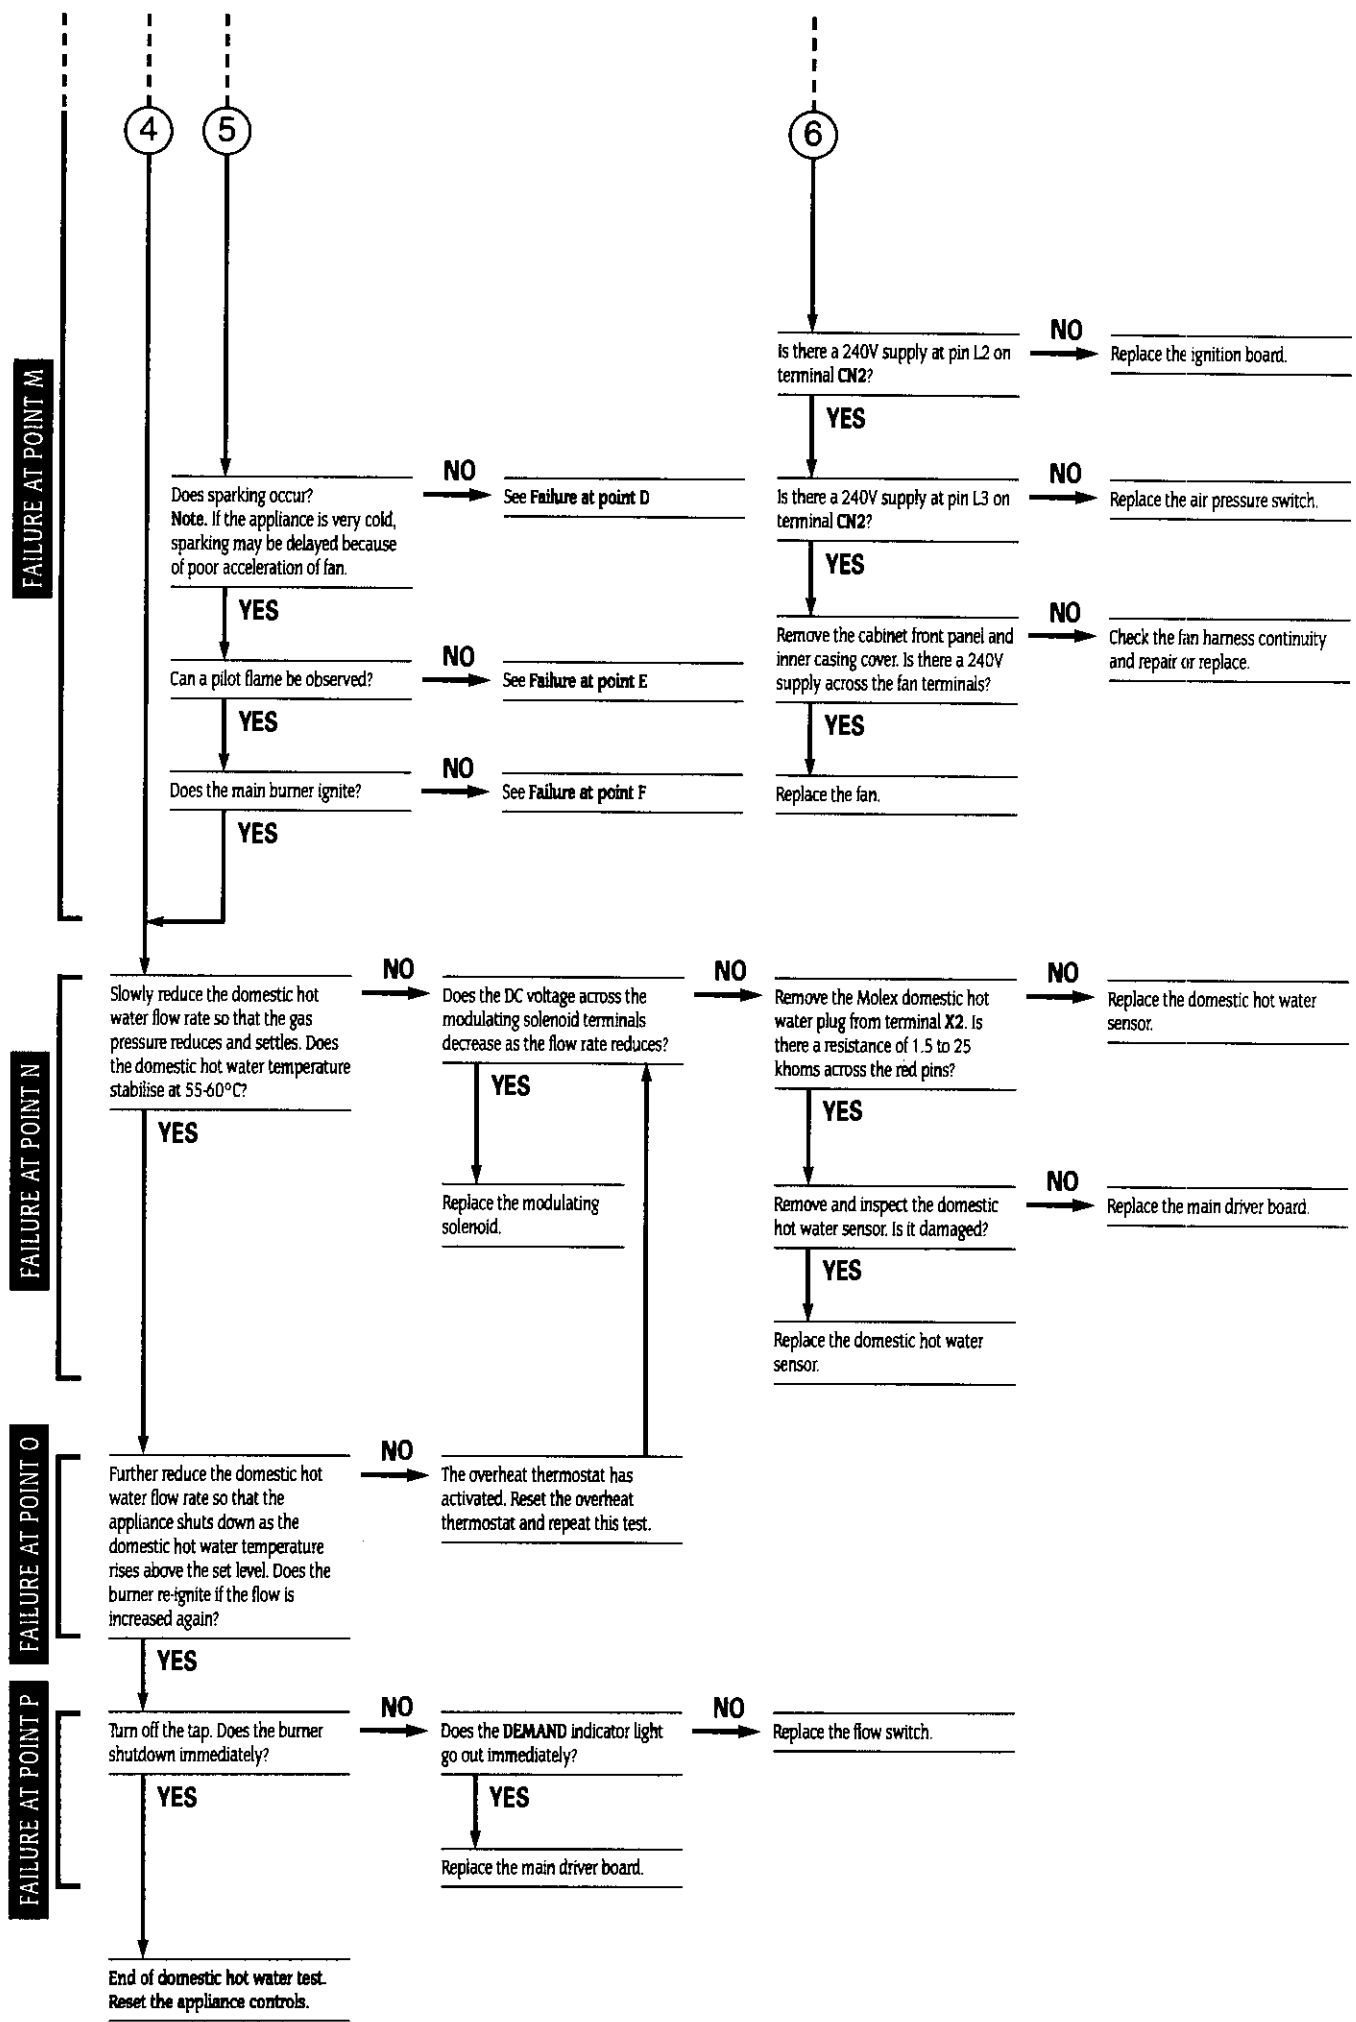 4
5
6
FAILURE AT POINT M
Is there a 240V supply at pin L2 on
terminal CN2?
NO
Replace the ignition board.
YES
Does sparking occur?
Note. If the appliance is very cold,
sparking may be delayed because
of poor acceleration of fan.
NO
See Failure at point D
Is there a 240V supply at pin L3 on
terminal CN2?
NO
Replace the air pressure switch.
YES
YES
Remove the cabinet front panel and
inner casing cover. Is there a 240V
supply across the fan terminals?
NO
Check the fan harness continuity
and repair or replace.
Can a pilot flame be observed?
NO
See Failure at point E
YES
YES
Does the main burner ignite?
NO
See Failure at point F
Replace the fan.
YES
FAILURE AT POINT N
Slowly reduce the domestic hot
water flow rate so that the gas
pressure reduces and settles. Does
the domestic hot water temperature
stabilise at 55-60°C?
NO
Does the DC voltage across the
modulating solenoid terminals
decrease as the flow rate reduces?
NO
Remove the Molex domestic hot
water plug from terminal X2. Is
there a resistance of 1.5 to 25
khoms across the red pins?
NO
Replace the domestic hot water
sensor.
YES
YES
YES
Replace the modulating
solenoid.
Remove and inspect the domestic
hot water sensor. Is it damaged?
NO
Replace the main driver board.
YES
Replace the domestic hot water
sensor.
FAILURE AT POINT O
Further reduce the domestic hot
water flow rate so that the
appliance shuts down as the
domestic hot water temperature
rises above the set level. Does the
burner re-ignite if the flow is
increased again?
NO
The overheat thermostat has
activated. Reset the overheat
thermostat and repeat this test.
YES
FAILURE AT POINT P
Turn off the tap. Does the burner
shutdown immediately?
NO
Does the DEMAND indicator light
go out immediately?
NO
Replace the flow switch.
YES
YES
Replace the main driver board.
End of domestic hot water test.
Reset the appliance controls.